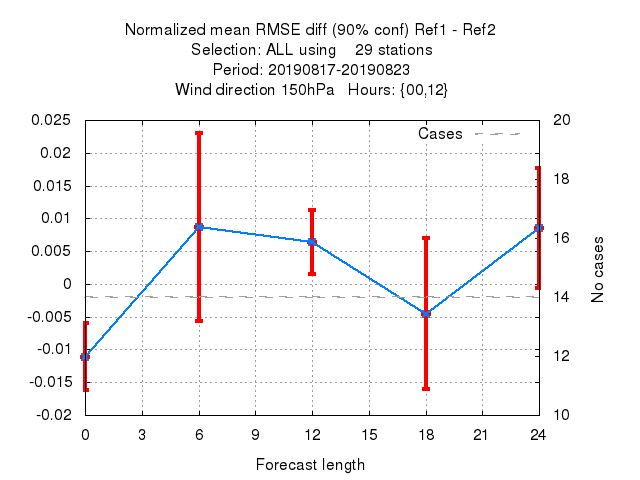 Normalized mean RMSE diff (90% conf) Ref1 - Ref2
Selection: ALL using    29 stations
Period: 20190817-20190823
Wind direction 150hPa   Hours: {00,12}
Cases
0.025
0.02
0.015
0.01
0.005
0
-0.005
-0.01
-0.015
-0.02
20
18
16
14
12
10
No cases
0 3 6 9 12 15 18 21 24
Forecast length